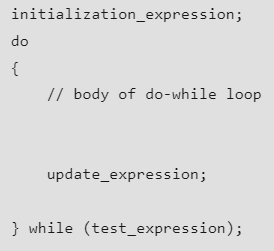 initialization_expression;
do
{
// body of do-while loop
update_expression;
} while (test_expression);